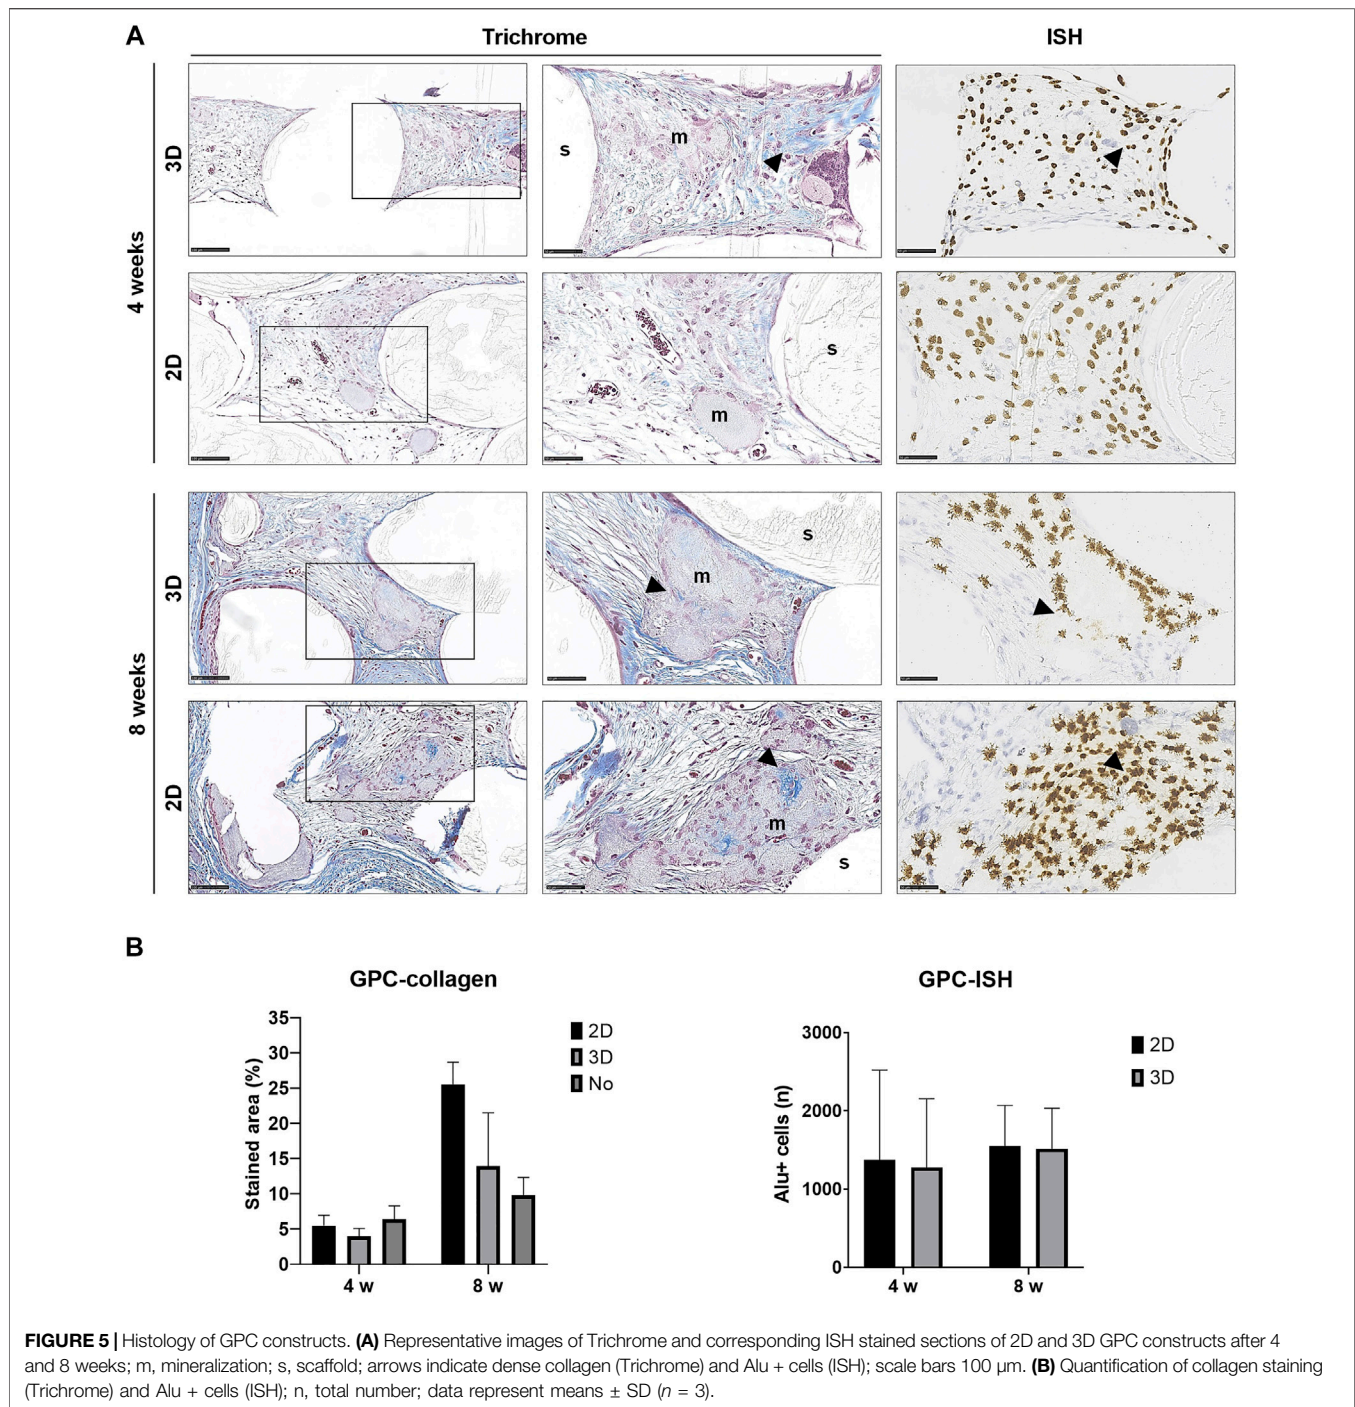 A
Trichrome
ISH
4 weeks
3D
s
m
2D
m
s
8 weeks
3D
m
s
2D
m
s
B
GPC-collagen
Stained area (%)
35
30
25
20
15
10
5
0
4 w
8 w
2D
3D
No
GPC-ISH
Alu+ cells (n)
3000
2000
1000
0
4 w
8 w
2D
3D
FIGURE 5 | Histology of GPC constructs. (A) Representative images of Trichrome and corresponding ISH stained sections of 2D and 3D GPC constructs after 4
and 8 weeks; m, mineralization; s, scaffold; arrows indicate dense collagen (Trichrome) and Alu + cells (ISH); scale bars 100 μm. (B) Quantification of collagen staining
(Trichrome) and Alu + cells (ISH); n, total number; data represent means ± SD (n = 3).